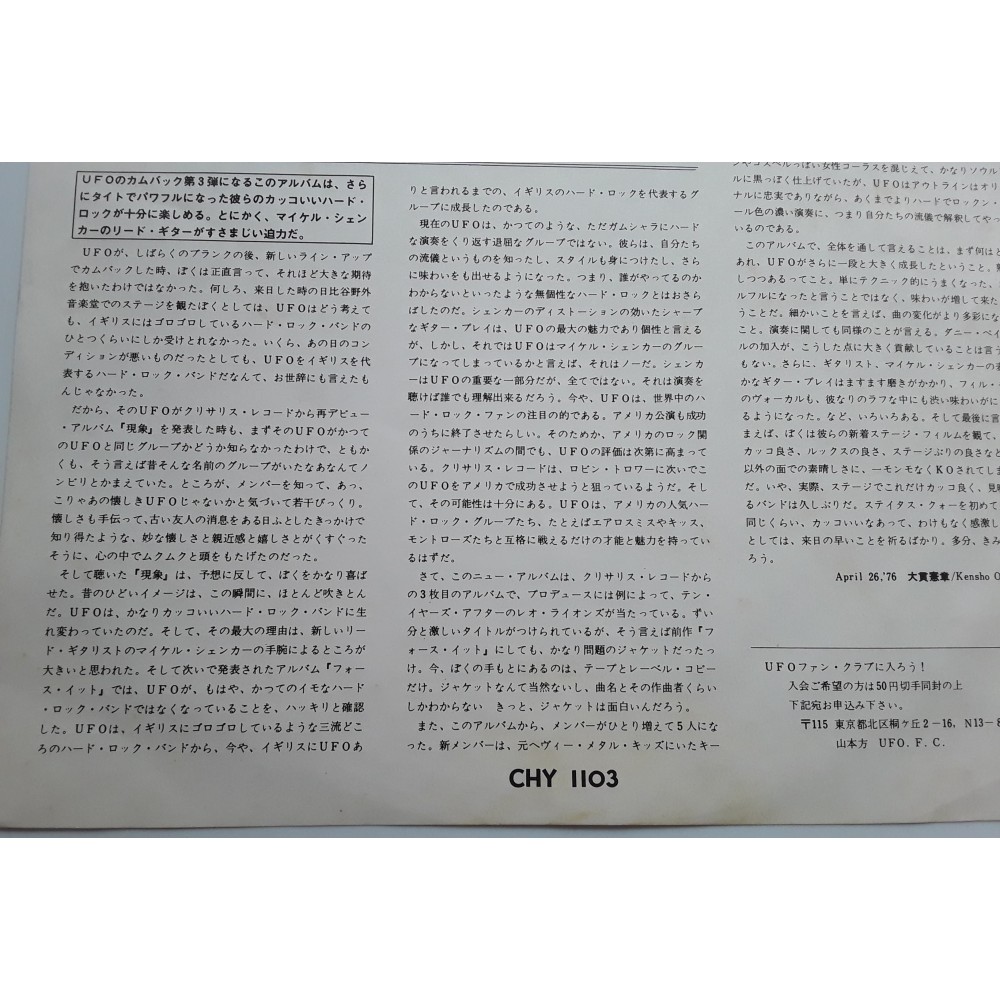 UFOのカムバック第3弾になるこのアルバムは、さら
にタイトでパワフルになった彼らのカッコいいハード・
ロックが十分に楽しめる。とにかく、マイケル・シェン
カーのリード・ギターがすさまじい迫力だ。
UFOが、しばらくのブランクの後、新しいライン・アップ
でカムバックした時、ぼくは正直言って、それほど大きな期待
を抱いたわけではなかった。何しろ、来日した時の日比谷野外
音楽堂でのステージを観たぼくとしては、UFOはどう考えて
も、イギリスにはゴロゴロしているハード・ロック・バンドの
ひとつくらいにしか受けとれなかった。いくら、あの日のコン
ディションが悪いものだったとしても、UFOをイギリスを代
表するハード・ロック・バンドだなんて、お世辞にも言えたも
んじゃなかった。
だから、そのUFOがクリサリス・レコードから再デビュー
・アルバム『現象』を発表した時も、まずそのUFOがかつて
のUFOと同じグループかどうか知らなかったわけで、ともか
くも、そう言えば昔そんな名前のグループがいたなあなんてノ
ンビリとかまえていた。ところが、メンバーを知って、あっ、
こりゃあの懐しきUFOじゃないかと気づいて若干びっくり。
懐しさも手伝って、古い友人の消息をある日ふとしたきっかけで
知り得たような、妙な懐しさと親近感と嬉しさとがくすぐった
そうに、心の中でムクムクと頭をもたげたのだった。
そして聴いた『現象』は、予想に反して、ぼくをかなり喜ば
せた。昔のひどいイメージは、この瞬間に、ほとんど吹きとん
だ。UFOは、かなりカッコいいハード・ロック・バンドに生
れ変わっていたのだ。そして、その最大の理由は、新しいリー
ド・ギタリストのマイケル・シェンカーの手腕によるところが
大きいと思われた。そして次いで発表されたアルバム『フォー
ス・イット』では、UFOが、もはや、かつてのイモなハード
・ロック・バンドではなくなっていることを、ハッキリと確認
した。UFOは、イギリスにゴロゴロしているような三流どこ
ろのハード・ロック・バンドから、今や、イギリスにUFOあ
りと言われるまでの、イギリスのハード・ロックを代表するグ
ループに成長したのである。
現在のUFOは、かつてのような、ただガムシャラにハード
な演奏をくり返す退屈なグループではない。彼らは、自分たち
の流儀というものを知ったし、スタイルも身につけたし、さら
に味わいをも出せるようになった。つまり、誰がやってるのか
わからないといったような無個性なハード・ロックとはおさら
ばしたのだ。シェンカーのディストーションの効いたシャープ
なギター・プレイは、UFOの最大の魅力であり個性と言える
が、しかし、それではUFOはマイケル・シェンカーのグルー
プになってしまっているかと言えば、それはノーだ。シェンカ
ーはUFOの重要な一部分だが、全てではない。それは演奏を
聴けば誰でも理解出来るだろう。今や、UFOは、世界中のハ
ード・ロック・ファンの注目の的である。アメリカ公演も成功
のうちに終了させたらしい。そのためか、アメリカのロック関
係のジャーナリズムの間でも、UFOの評価は次第に高まって
いる。クリサリス・レコードは、ロビン・トロワーに次いでこ
のUFOをアメリカで成功させようと狙っているようだ。そし
て、その可能性は十分にある。UFOは、アメリカの人気ハー
ド・ロック・グループたち、たとえばエアロスミスやキッス、
モントローズたちと互格に戦えるだけの才能と魅力を持ってい
るはずだ。
さて、このニュー・アルバムは、クリサリス・レコードから
の3枚目のアルバムで、プロデュースには例によって、テン・
イヤーズ・アフターのレオ・ライオンズが当たっている。ずい
分と激しいタイトルがつけられているが、そう言えば前作『フ
ォース・イット』にしても、かなり問題のジャケットだったっ
け。今、ぼくの手もとにあるのは、テープとレーベル・コピー
だけ。ジャケットなんて当然ないし、曲名とその作曲者くらい
しかわからない　きっと、ジャケットは面白いんだろう。
また、このアルバムから、メンバーがひとり増えて5人にな
った。新メンバーは、元ヘヴィー・メタル・キッズにいたキー
ンやゴスペルっぽい女性コーラスを混じえて、かなりソウル
ルに黒っぽく仕上げていたが、UFOはアウトラインはオリ
ナルに忠実でありながら、あくまでよりハードでロックン・
ール色の濃い演奏に、つまり自分たちの流儀で解釈してやっ
いるのである。
このアルバムで、全体を通して言えることは、まず何はと
あれ、UFOがさらに一段と大きく成長したということ。
しつつあるってこと。単にテクニック的にうまくなった、
ルフルになったと言うことではなく、味わいが増して来た
うことだ。細かいことを言えば、曲の変化がより多彩にな
こと。演奏に関しても同様のことが言える。ダニー・ペイ
ルの加入が、こうした点に大きく貢献していることは言う
もない。さらに、ギタリスト、マイケル・シェンカーの
かなギター・プレイはますます磨きがかかり、フィル・
のヴォーカルも、彼なりのラフな中にも渋い味わいがに
るようになった。など、いろいろある。そして最後に言
まえば、ぼくは彼らの新着ステージ・フィルムを観て、
カッコ良さ、ルックスの良さ、ステージぶりの良さなど
以外の面での素晴しさに、一モンモなくKOされてしま
だ。いや、実際、ステージでこれだけカッコ良く、見映
るバンドは久しぶりだ。ステイタス・クォーを初めて
同じくらい、カッコいいなあって、わけもなく感激し
としては、来日の早いことを祈るばかり。多分、きみ
ろう。
April 26,'76　大貫憲章/Kensho O
UFOファン・クラブに入ろう！
入会ご希望の方は50円切手同封の上
下記宛お申込み下さい。
〒115 東京都北区桐ケ丘2－16, N13－8
山本方　UFO. F. C.
CHY 1103